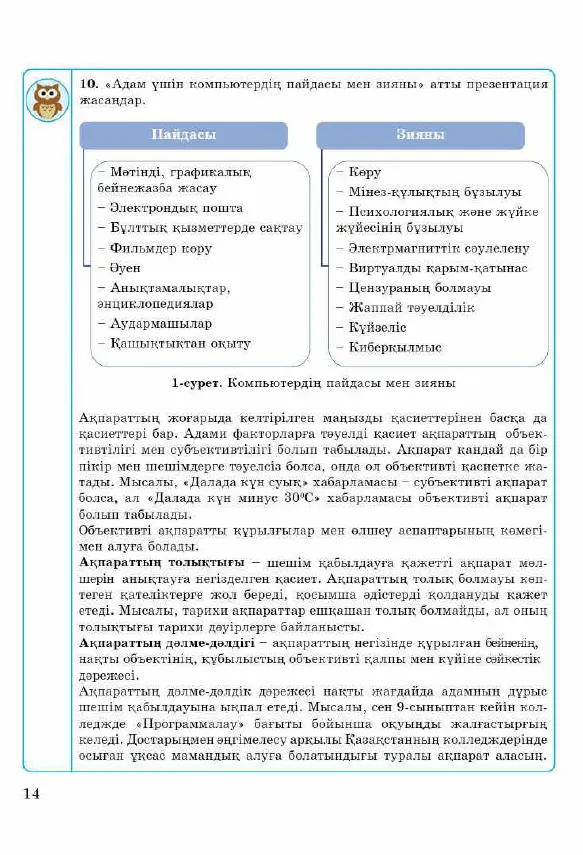 10. «Адам үшін компьютердің пайдасы мен зияны» атты презентация
жасаңдар.
Пайдасы
– Мәтінді, графикалық
бейнежазба жасау
– Электрондық пошта
– Бұлттық қызметтерде сақтау
– Фильмдер көру
– Әуен
– Анықтамалықтар,
энциклопедиялар
– Аудармашылар
– Қашықтықтан оқыту
Зияны
– Көру
– Мінез-құлықтың бұзылуы
– Психологиялық және жүйке
жүйесінің бұзылуы
– Электрмагниттік сәулелену
– Виртуалды қарым-қатынас
– Цензураның болмауы
– Жаппай тәуелділік
– Күйзеліс
– Киберқылмыс
1-сурет. Компьютердің пайдасы мен зияны
Ақпараттың жоғарыда келтірілген маңызды қасиеттерінен басқа да
қасиеттері бар. Адами факторларға тәуелді қасиет ақпараттың объек-
тивтілігі мен субъективтілігі болып табылады. Ақпарат қандай да бір
пікір мен шешімдерге тәуелсіз болса, онда ол объективті қасиетке жа-
тады. Мысалы, «Далада күн суық» хабарламасы – субъективті ақпарат
болса, ал «Далада күн минус 30⁰С» хабарламасы объективті ақпарат
болып табылады.
Объективті ақпаратты құрылғылар мен өлшеу аспаптарының көмегі-
мен алуға болады.
Ақпараттың толықтығы – шешім қабылдауға қажетті ақпарат мөл-
шерін анықтауға негізделген қасиет. Ақпараттың толық болмауы көп-
теген қателіктерге жол береді, қосымша әдістерді қолдануды қажет
етеді. Мысалы, тарихи ақпараттар ешқашан толық болмайды, ал оның
толықтығы тарихи дәуірлерге байланысты.
Ақпараттың дәлме-дәлдігі – ақпараттың негізінде құрылған бейненің,
нақты объектінің, құбылыстың объективті қалпы мен күйіне сәйкестік
дәрежесі.
Ақпараттың дәлме-дәлдік дәрежесі нақты жағдайда адамның дұрыс
шешім қабылдауына ықпал етеді. Мысалы, сен 9-сыныптан кейін кол-
леджде «Программалау» бағыты бойынша оқуыңды жалғастырғың
келеді. Достарыңмен әңгімелесу арқылы Қазақстанның колледждерінде
осыған ұқсас мамандық алуға болатындығы туралы ақпарат аласың.
14